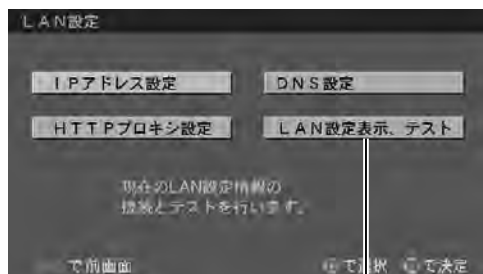 LAN設定
IPアドレス設定
DNS設定
HTTPプロキシ設定
LAN設定表示、テスト
現在のLAN設定情報の
とテストを行います。
で前画面
で選択
で決定